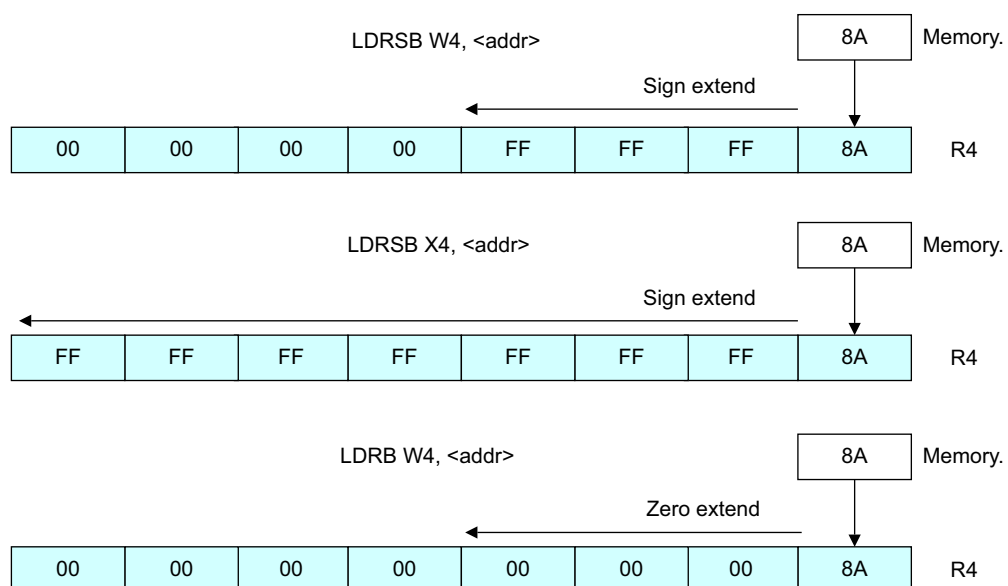 LDRSB W4, <addr> 8A Memory.
Sign extend
00 00 00 00 FF FF FF 8A R4
LDRSB X4, <addr> 8A Memory.
Sign extend
FF FF FF FF FF FF FF 8A R4
LDRB W4, <addr> 8A Memory.
Zero extend
00 00 00 00 00 00 00 8A R4